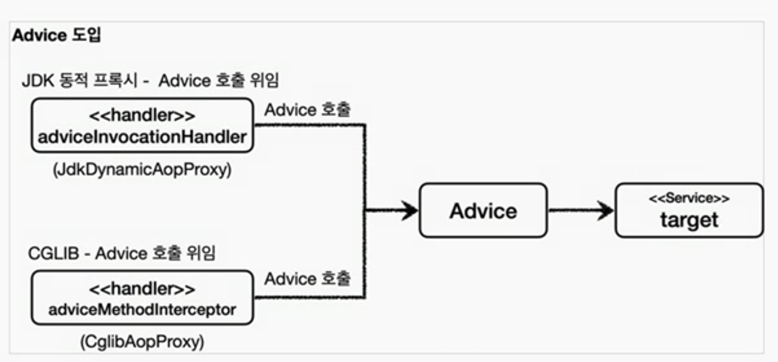 Advice 도입
JDK 동적 프록시 - Advice 호출 위임
<<handler>>
adviceInvocationHandler
(JdkDynamicAopProxy)
Advice 호출
Advice
<<Service>>
target
CGLIB - Advice 호출 위임
<<handler>>
adviceMethodInterceptor
(CglibAopProxy)
Advice 호출